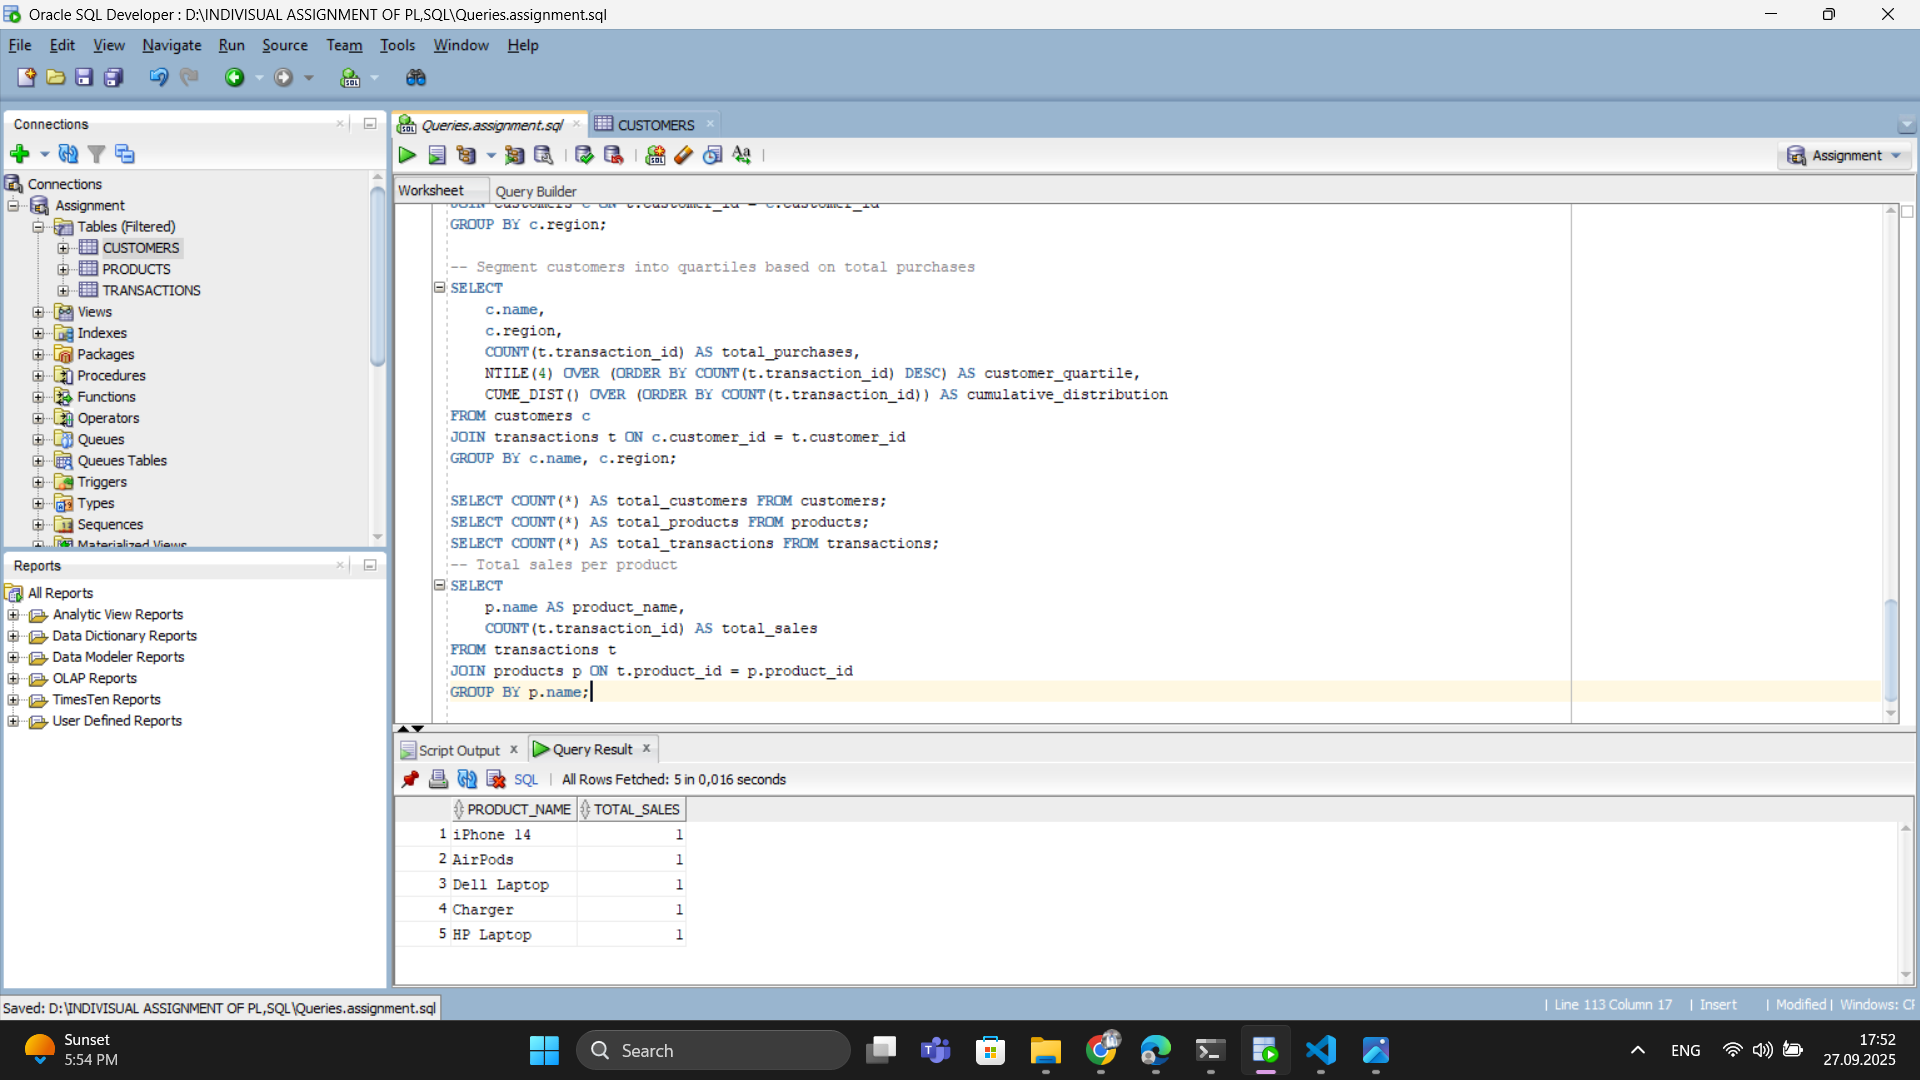 Oracle SQL Developer : D:\INDIVISUAL ASSIGNMENT OF PL,SQL\Queries.assignment.sql
File Edit View Navigate Run Source Team Tools Window Help
Connections
Connections
Assignment
Tables (Filtered)
CUSTOMERS
PRODUCTS
TRANSACTIONS
Views
Indexes
Packages
Procedures
Functions
Operators
Queues
Queues Tables
Triggers
Types
Sequences
Materialized Views
Reports
All Reports
Analytic View Reports
Data Dictionary Reports
Data Modeler Reports
OLAP Reports
TimesTen Reports
User Defined Reports
Queries.assignment.sql
CUSTOMERS
Assignment
Worksheet
Query Builder
JOIN customers c ON t.customer_id = c.customer_id
GROUP BY c.region;
-- Segment customers into quartiles based on total purchases
SELECT
c.name,
c.region,
COUNT(t.transaction_id) AS total_purchases,
NTILE(4) OVER (ORDER BY COUNT(t.transaction_id) DESC) AS customer_quartile,
CUME_DIST() OVER (ORDER BY COUNT(t.transaction_id)) AS cumulative_distribution
FROM customers c
JOIN transactions t ON c.customer_id = t.customer_id
GROUP BY c.name, c.region;
SELECT COUNT(*) AS total_customers FROM customers;
SELECT COUNT(*) AS total_products FROM products;
SELECT COUNT(*) AS total_transactions FROM transactions;
-- Total sales per product
SELECT
p.name AS product_name,
COUNT(t.transaction_id) AS total_sales
FROM transactions t
JOIN products p ON t.product_id = p.product_id
GROUP BY p.name;
Script Output
Query Result
SQL | All Rows Fetched: 5 in 0,016 seconds
PRODUCT_NAME TOTAL_SALES
1 iPhone 14 1
2 AirPods 1
3 Dell Laptop 1
4 Charger 1
5 HP Laptop 1
Saved: D:\INDIVISUAL ASSIGNMENT OF PL,SQL\Queries.assignment.sql
| Line 113 Column 17 | Insert | Modified | Windows: CF
Sunset
5:54 PM
Search
ENG
17:52
27.09.2025